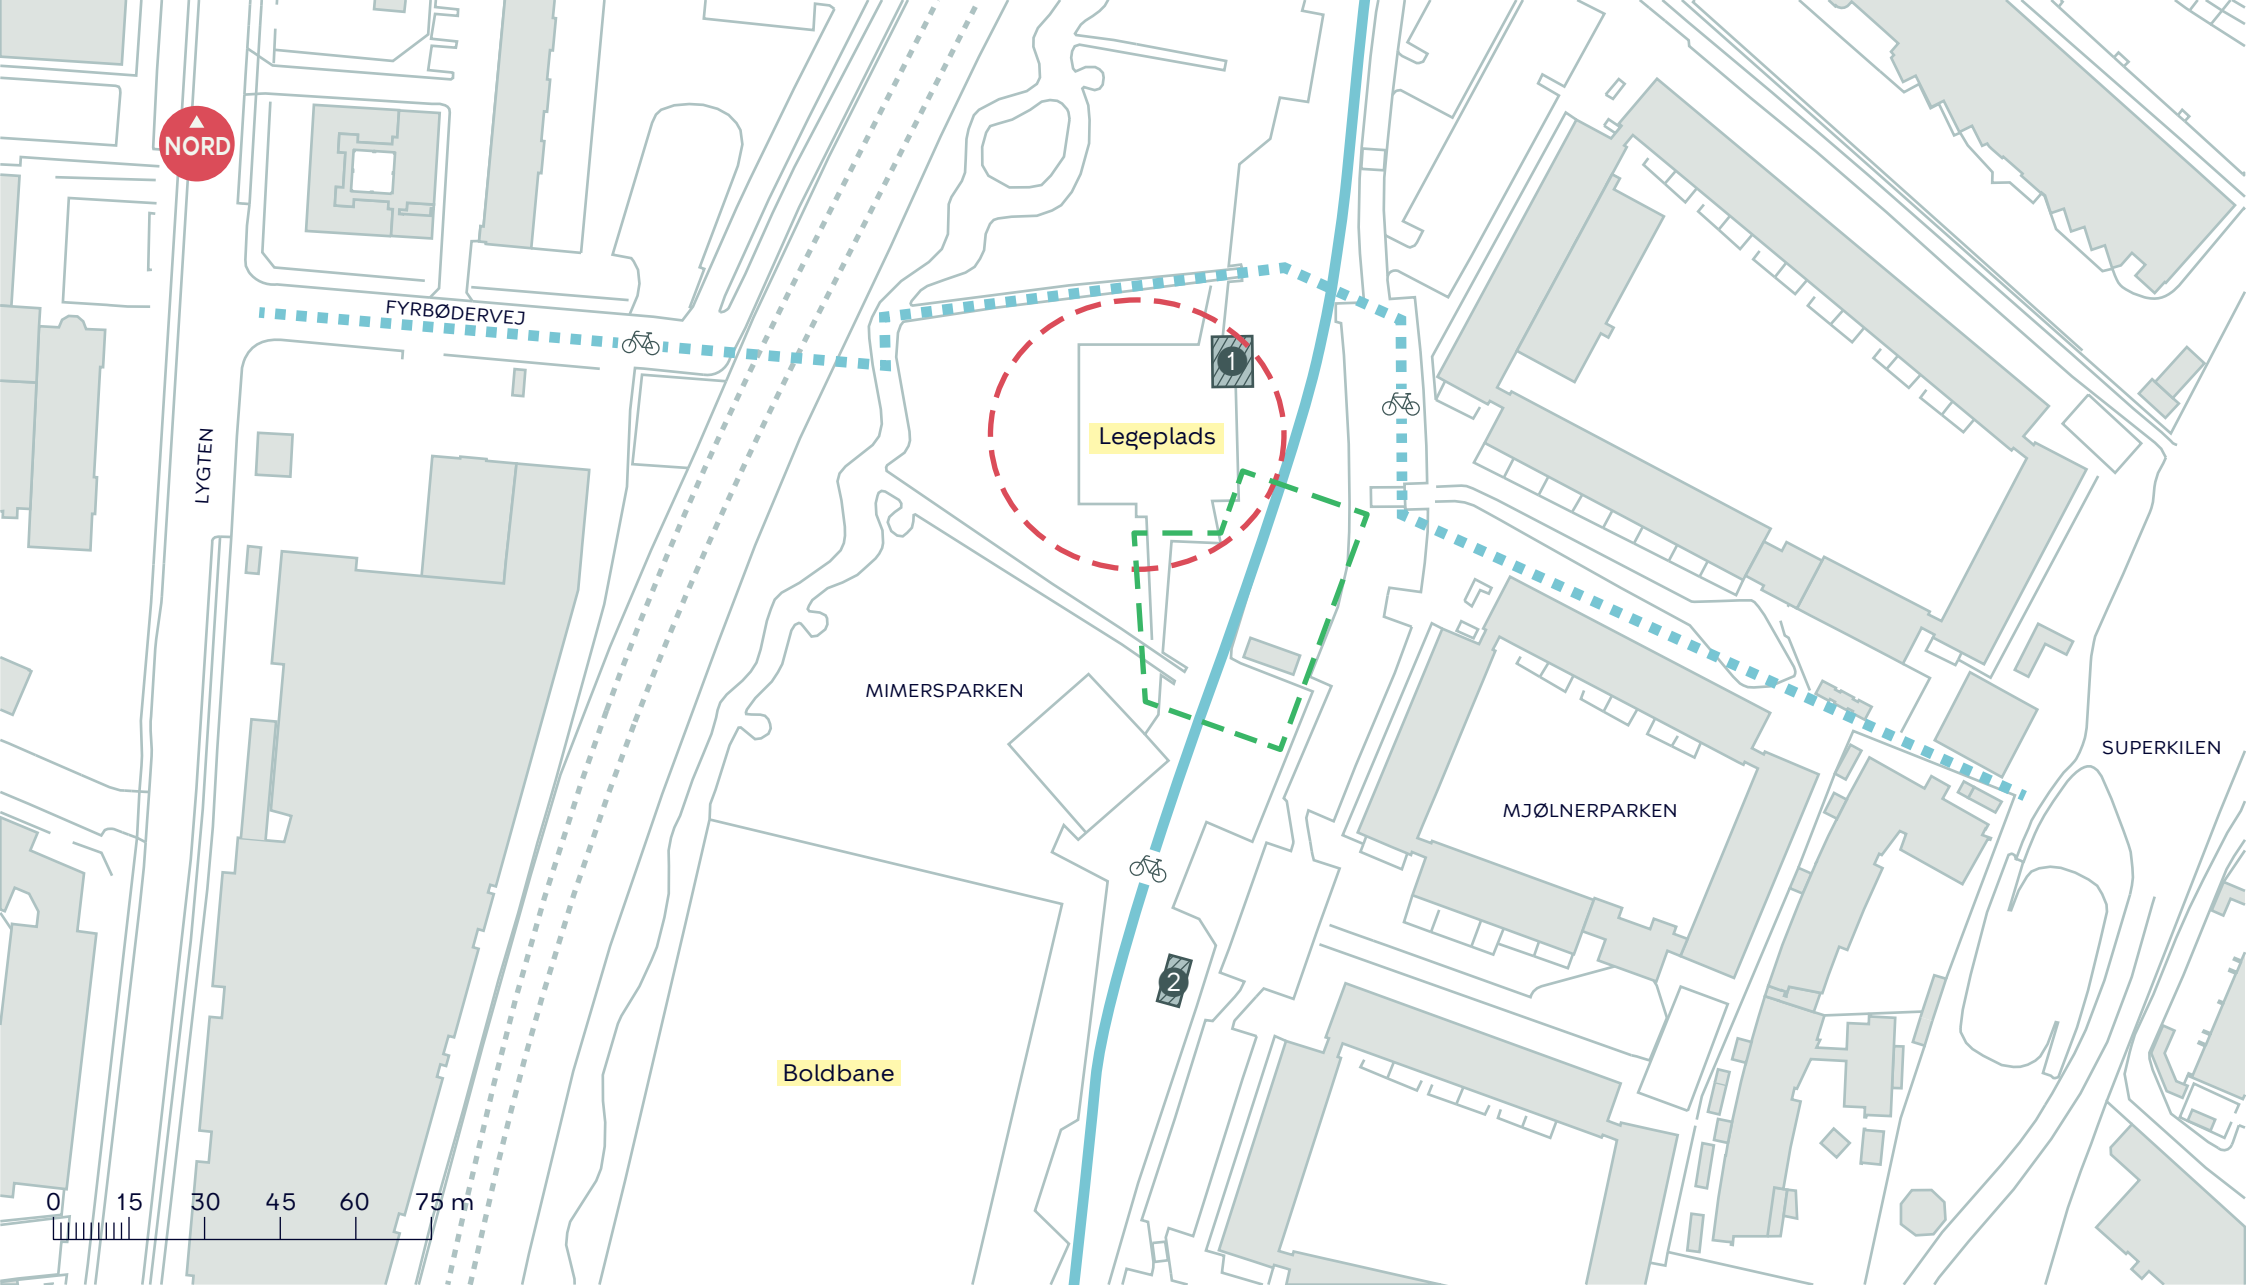 NORD
FYRBØDERVEJ
1
LYGTEN
Legeplads
MIMERSPARKEN
SUPERKILEN
MJØLNERPARKEN
2
Boldbane
0 15 30 45 60 75 m